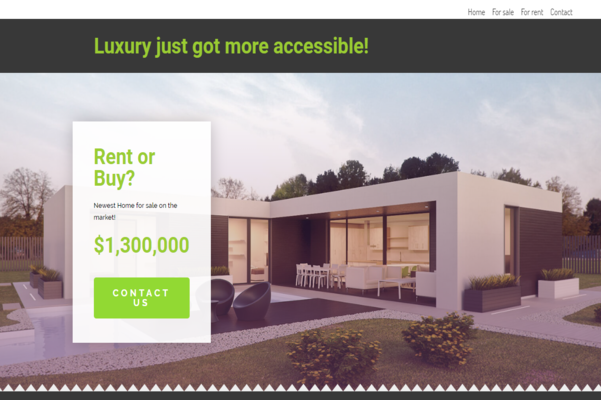 Home For sale For rent Contact
Luxury just got more accessible!
Rent or
Buy?
Newest Home for sale on the
market!
$1,300,000
CONTACT
US